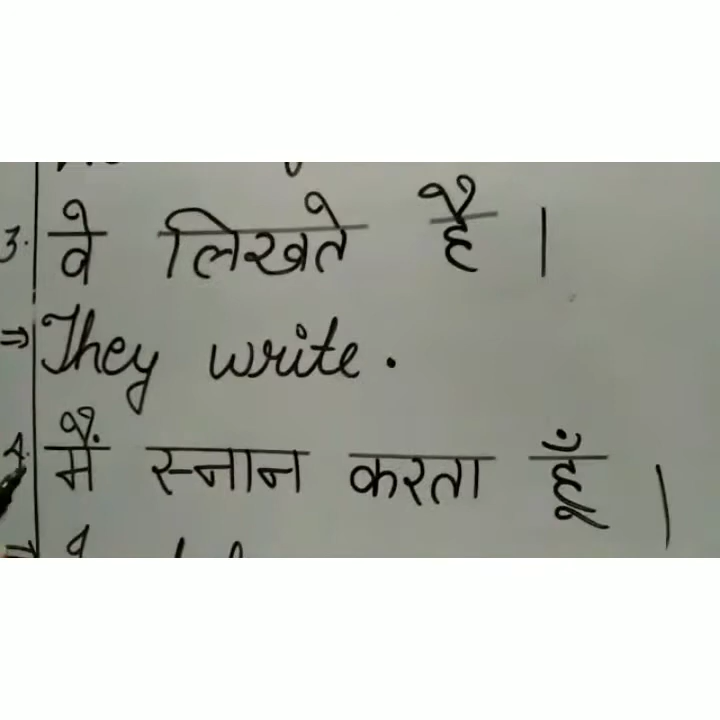 3. वे लिखते है ।
⇒ They write .
4. मैं स्नान करता हूँ ।